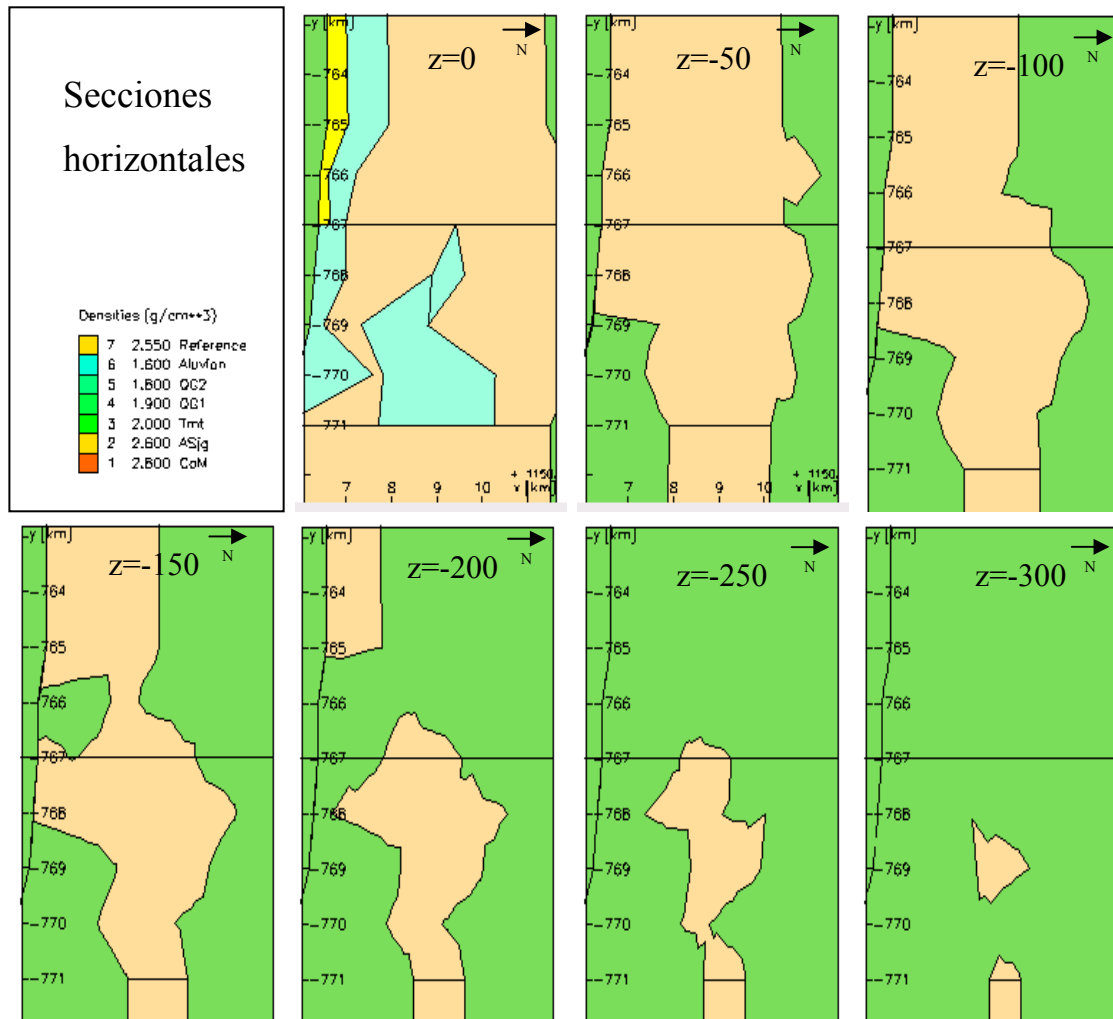 Secciones
horizontales
Densities (g/cm**3)
7 2.550 Reference
6 1.600 Aluvion
5 1.800 QG2
4 1.900 QG1
3 2.000 Tmt
2 2.600 ASjg
1 2.800 CaM
-y [km]
z=0
N
-764
-765
-766
-767
-768
-769
-770
-771
7 8 9 10
+ 1150.
x [km]
-y [km]
z=-50
N
-764
-765
-766
-767
-768
-769
-770
-771
7 8 9 10
+ 1150.
x [km]
-y [km]
z=-100
N
-764
-765
-766
-767
-768
-769
-770
-771
-y [km]
z=-150
N
-764
-765
-766
-767
-768
-769
-770
-771
-y [km]
z=-200
N
-764
-765
-766
-767
-768
-769
-770
-771
-y [km]
z=-250
N
-764
-765
-766
-767
-768
-769
-770
-771
-y [km]
z=-300
N
-764
-765
-766
-767
-768
-769
-770
-771